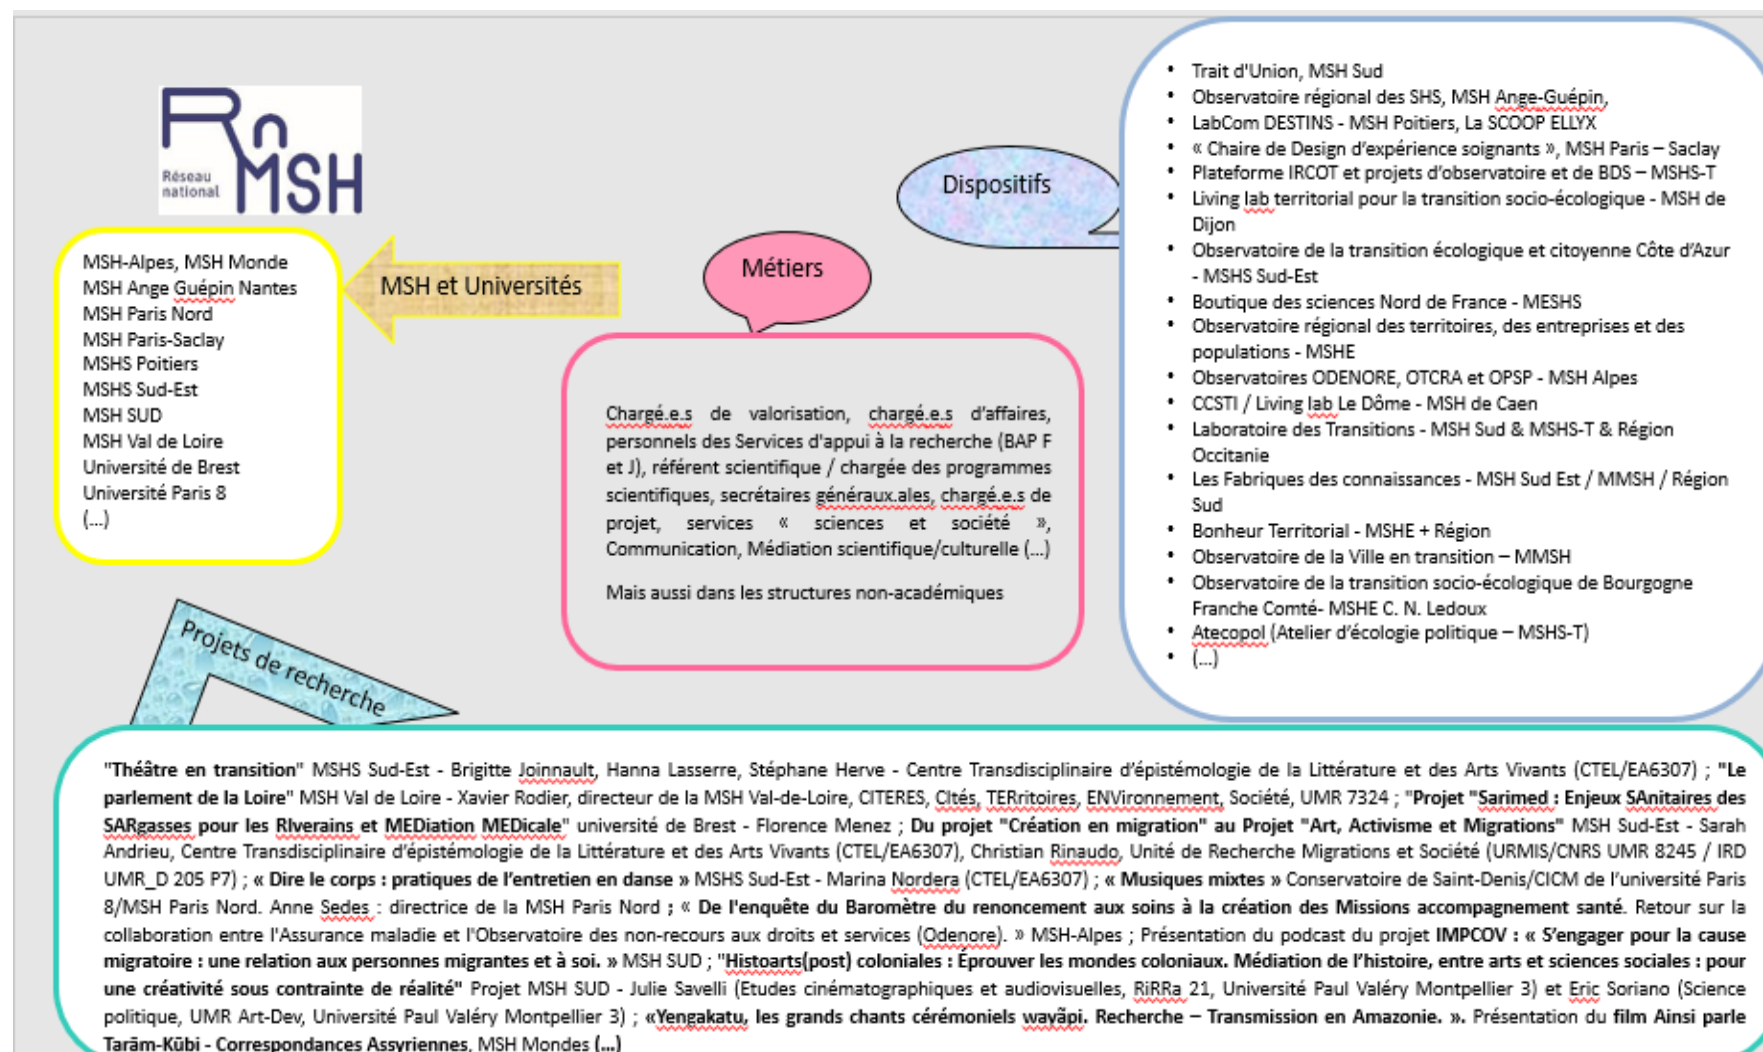 Réseau
national
RnMSH
MSH-Alpes, MSH Monde
MSH Ange Guépin Nantes
MSH Paris Nord
MSH Paris-Saclay
MSHS Poitiers
MSHS Sud-Est
MSH SUD
MSH Val de Loire
Université de Brest
Université Paris 8
(...)
MSH et Universités
Métiers
Chargé.e.s de valorisation, chargé.e.s d'affaires,
personnels des Services d'appui à la recherche (BAP F
et J), référent scientifique / chargée des programmes
scientifiques, secrétaires généraux.ales, chargé.e.s de
projet, services « sciences et société »,
Communication, Médiation scientifique/culturelle (...)
Mais aussi dans les structures non-académiques
Dispositifs
• Trait d'Union, MSH Sud
• Observatoire régional des SHS, MSH Ange-Guépin,
• LabCom DESTINS - MSH Poitiers, La SCOOP ELLYX
• « Chaire de Design d'expérience soignants », MSH Paris – Saclay
• Plateforme IRCOT et projets d'observatoire et de BDS – MSHS-T
• Living lab territorial pour la transition socio-écologique - MSH de
Dijon
• Observatoire de la transition écologique et citoyenne Côte d'Azur
- MSHS Sud-Est
• Boutique des sciences Nord de France - MESHS
• Observatoire régional des territoires, des entreprises et des
populations - MSHE
• Observatoires ODENORE, OTCRA et OPSP - MSH Alpes
• CCSTI / Living lab Le Dôme - MSH de Caen
• Laboratoire des Transitions - MSH Sud & MSHS-T & Région
Occitanie
• Les Fabriques des connaissances - MSH Sud Est / MMSH / Région
Sud
• Bonheur Territorial - MSHE + Région
• Observatoire de la Ville en transition – MMSH
• Observatoire de la transition socio-écologique de Bourgogne
Franche Comté- MSHE C. N. Ledoux
• Atecopol (Atelier d'écologie politique – MSHS-T)
• (...)
Projets de recherche
"Théâtre en transition" MSHS Sud-Est - Brigitte Joinnault, Hanna Lasserre, Stéphane Herve - Centre Transdisciplinaire d'épistémologie de la Littérature et des Arts Vivants (CTEL/EA6307) ; "Le
parlement de la Loire" MSH Val de Loire - Xavier Rodier, directeur de la MSH Val-de-Loire, CITERES, CItés, TERritoires, ENVironnement, Société, UMR 7324 ; "Projet "Sarimed : Enjeux SAnitaires des
SARgasses pour les RIverains et MEDiation MEDicale" université de Brest - Florence Menez ; Du projet "Création en migration" au Projet "Art, Activisme et Migrations" MSH Sud-Est - Sarah
Andrieu, Centre Transdisciplinaire d'épistémologie de la Littérature et des Arts Vivants (CTEL/EA6307), Christian Rinaudo, Unité de Recherche Migrations et Société (URMIS/CNRS UMR 8245 / IRD
UMR_D 205 P7) ; « Dire le corps : pratiques de l'entretien en danse » MSHS Sud-Est - Marina Nordera (CTEL/EA6307) ; « Musiques mixtes » Conservatoire de Saint-Denis/CICM de l'université Paris
8/MSH Paris Nord. Anne Sedes : directrice de la MSH Paris Nord ; « De l'enquête du Baromètre du renoncement aux soins à la création des Missions accompagnement santé. Retour sur la
collaboration entre l'Assurance maladie et l'Observatoire des non-recours aux droits et services (Odenore). » MSH-Alpes ; Présentation du podcast du projet IMPCOV : « S'engager pour la cause
migratoire : une relation aux personnes migrantes et à soi. » MSH SUD ; "Histoarts(post) coloniales : Éprouver les mondes coloniaux. Médiation de l'histoire, entre arts et sciences sociales : pour
une créativité sous contrainte de réalité" Projet MSH SUD - Julie Savelli (Etudes cinématographiques et audiovisuelles, RiRRa 21, Université Paul Valéry Montpellier 3) et Eric Soriano (Science
politique, UMR Art-Dev, Université Paul Valéry Montpellier 3) ; «Yengakatu, les grands chants cérémoniels wayãpi. Recherche – Transmission en Amazonie. ». Présentation du film Ainsi parle
Tarām-Kūbi - Correspondances Assyriennes, MSH Mondes (...)